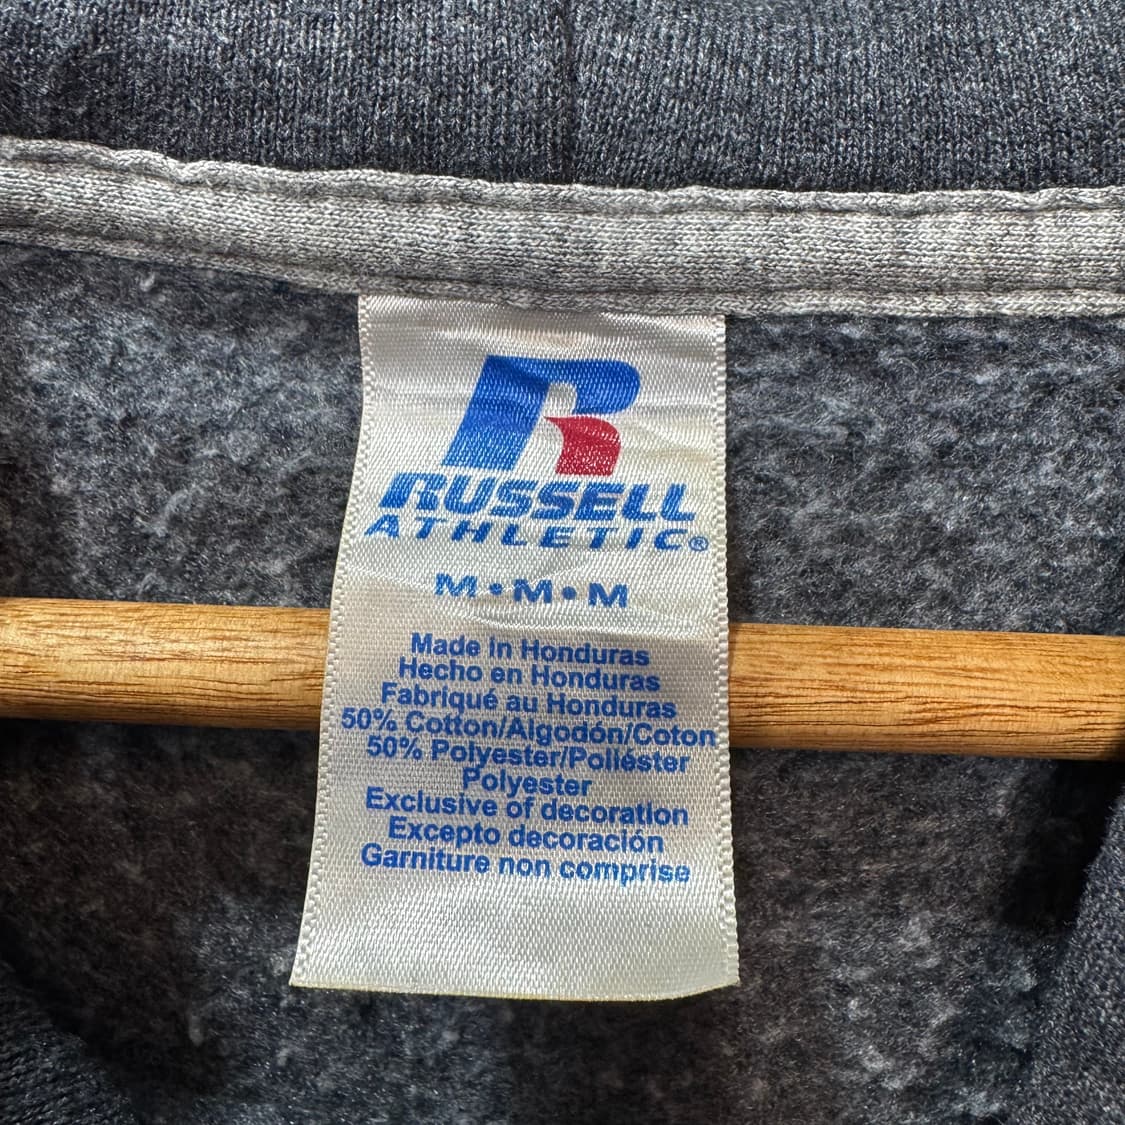 R
RUSSELL
ATHLETIC®
M•M•M
Made in Honduras
Hecho en Honduras
Fabriqué au Honduras
50% Cotton/Algodón/Coton
50% Polyester/Poliéster
Polyester
Exclusive of decoration
Excepto decoración
Garniture non comprise